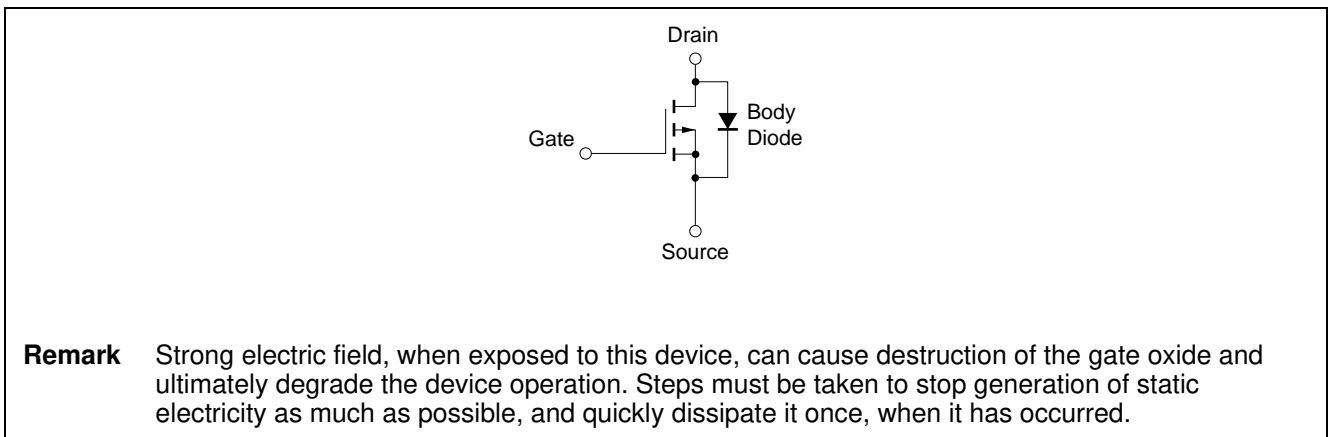 Drain
Body
Diode
Gate
Source
Remark Strong electric field, when exposed to this device, can cause destruction of the gate oxide and
ultimately degrade the device operation. Steps must be taken to stop generation of static
electricity as much as possible, and quickly dissipate it once, when it has occurred.